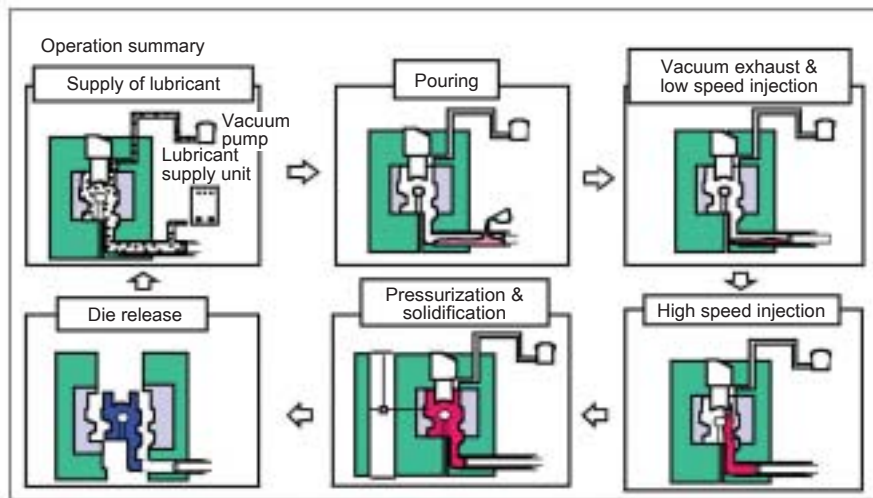 Operation summary
Supply of lubricant
Vacuum
pump
Lubricant
supply unit
Pouring
Vacuum exhaust &
low speed injection
High speed injection
Pressurization &
solidification
Die release